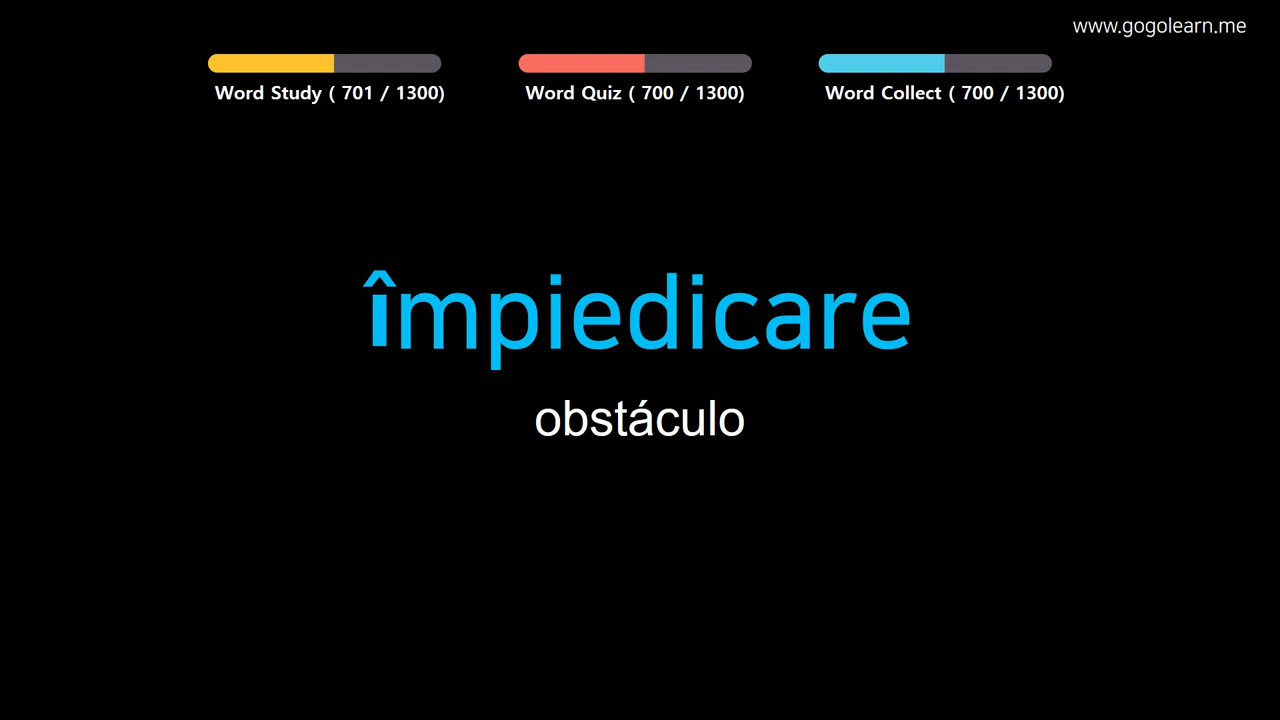 www.gogolearn.me
Word Study ( 701 / 1300)
Word Quiz ( 700 / 1300)
Word Collect ( 700 / 1300)
împiedicare
obstáculo